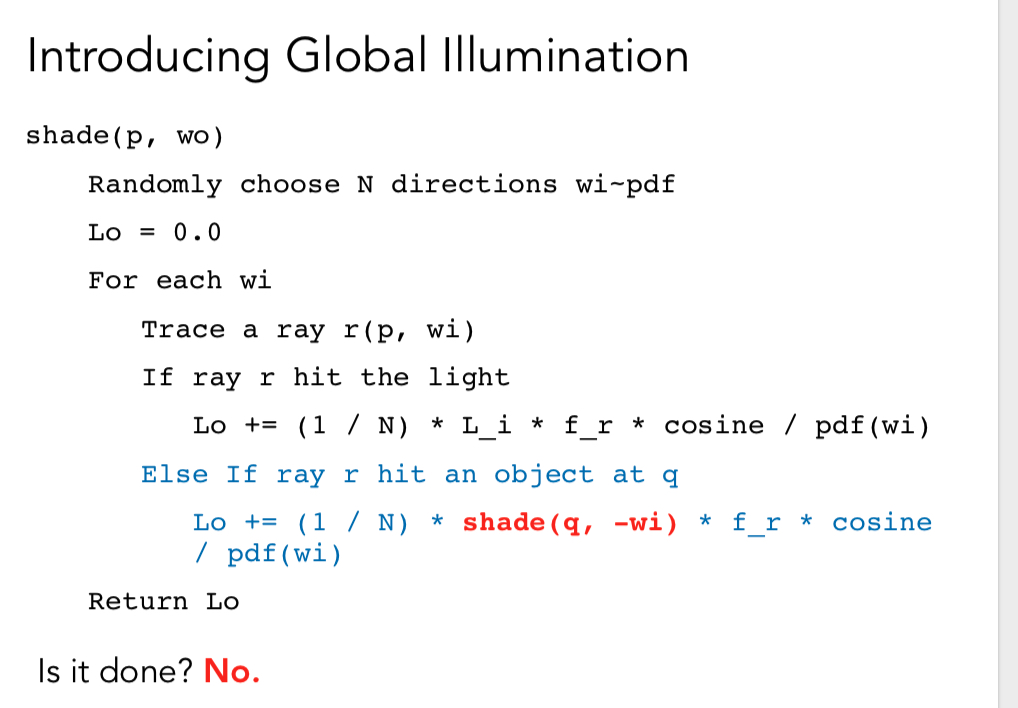 Introducing Global Illumination
shade(p, wo)
Randomly choose N directions wi~pdf
Lo = 0.0
For each wi
Trace a ray r(p, wi)
If ray r hit the light
Lo += (1 / N) * L_i * f_r * cosine / pdf(wi)
Else If ray r hit an object at q
Lo += (1 / N) * shade(q, -wi) * f_r * cosine
/ pdf(wi)
Return Lo
Is it done? No.